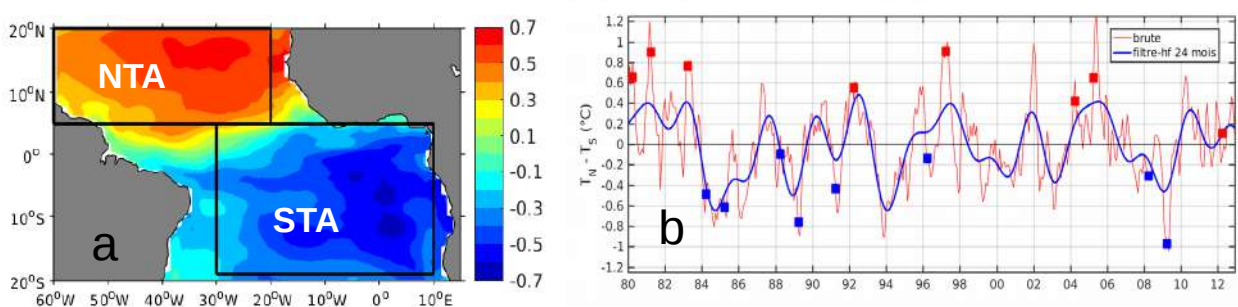 20°N
10°N
0°
10°S
20°S
60°W 50°W 40°W 30°W 20°W 10°W 0° 10°E
NTA
STA
a
0.7
0.5
0.3
0.1
-0.1
-0.3
-0.5
-0.7
T_N - T_S (°C)
1.2
1
0.8
0.6
0.4
0.2
0
-0.2
-0.4
-0.6
-0.8
-1
-1.2
brute
filtre-hf 24 mois
b
80 82 84 86 88 90 92 94 96 98 00 02 04 06 08 10 12